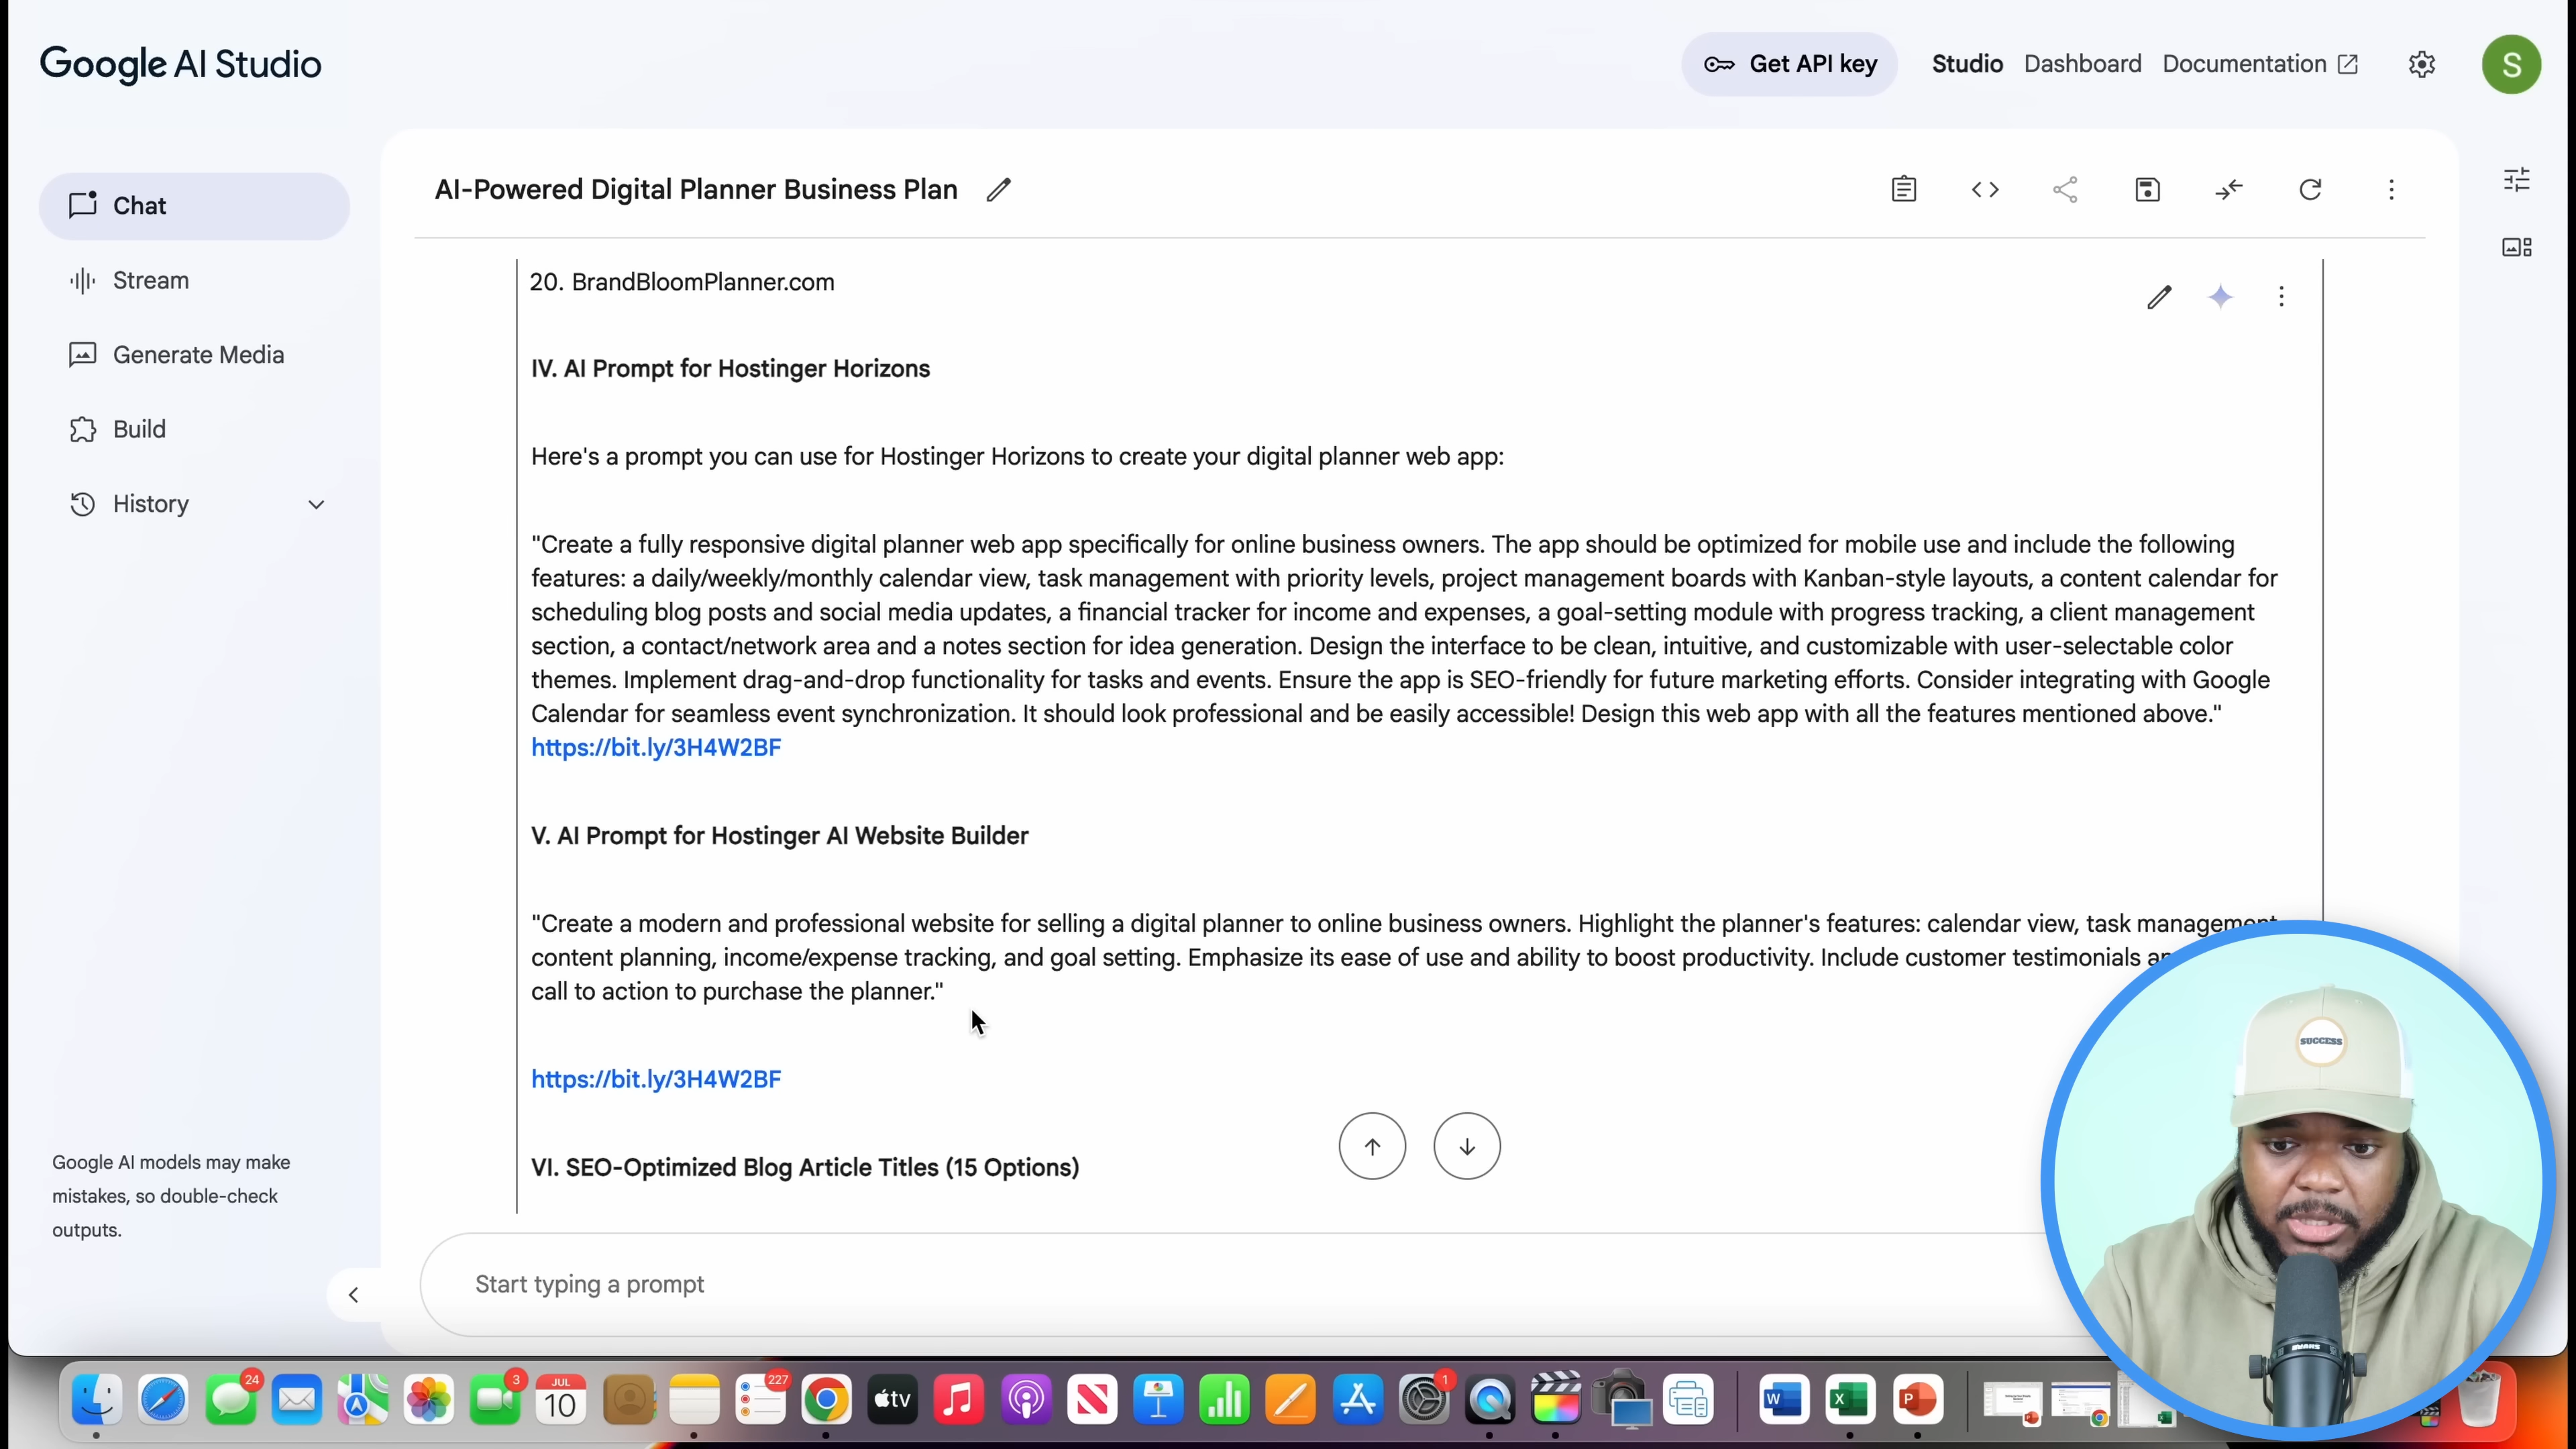 Google AI Studio
Get API key
Studio
Dashboard
Documentation
S
Chat
Stream
Generate Media
Build
History
Google AI models may make
mistakes, so double-check
outputs.
AI-Powered Digital Planner Business Plan
20. BrandBloomPlanner.com
IV. AI Prompt for Hostinger Horizons
Here's a prompt you can use for Hostinger Horizons to create your digital planner web app:
"Create a fully responsive digital planner web app specifically for online business owners. The app should be optimized for mobile use and include the following
features: a daily/weekly/monthly calendar view, task management with priority levels, project management boards with Kanban-style layouts, a content calendar for
scheduling blog posts and social media updates, a financial tracker for income and expenses, a goal-setting module with progress tracking, a client management
section, a contact/network area and a notes section for idea generation. Design the interface to be clean, intuitive, and customizable with user-selectable color
themes. Implement drag-and-drop functionality for tasks and events. Ensure the app is SEO-friendly for future marketing efforts. Consider integrating with Google
Calendar for seamless event synchronization. It should look professional and be easily accessible! Design this web app with all the features mentioned above."
https://bit.ly/3H4W2BF
V. AI Prompt for Hostinger AI Website Builder
"Create a modern and professional website for selling a digital planner to online business owners. Highlight the planner's features: calendar view, task management
content planning, income/expense tracking, and goal setting. Emphasize its ease of use and ability to boost productivity. Include customer testimonials
call to action to purchase the planner."
https://bit.ly/3H4W2BF
VI. SEO-Optimized Blog Article Titles (15 Options)
Start typing a prompt
SUCCESS
24
3
JUL
10
227
tv
1
W
X
P